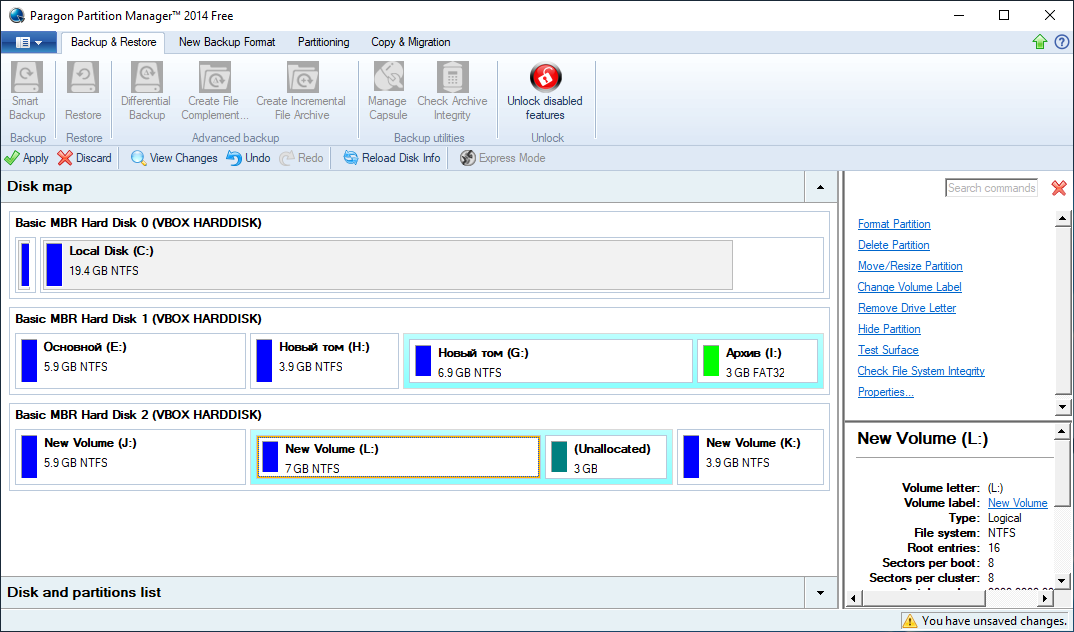 Paragon Partition Manager™ 2014 Free
Backup & Restore New Backup Format Partitioning Copy & Migration
Smart Backup
Restore
Differential Backup
Create File Complement...
Create Incremental File Archive
Manage Capsule
Check Archive Integrity
Unlock disabled features
Backup Restore Advanced backup Backup utilities Unlock
Apply Discard View Changes Undo Redo Reload Disk Info Express Mode
Disk map
Basic MBR Hard Disk 0 (VBOX HARDDISK)
Local Disk (C:)
19.4 GB NTFS
Basic MBR Hard Disk 1 (VBOX HARDDISK)
Основной (E:)
5.9 GB NTFS
Новый том (H:)
3.9 GB NTFS
Новый том (G:)
6.9 GB NTFS
Архив (I:)
3 GB FAT32
Basic MBR Hard Disk 2 (VBOX HARDDISK)
New Volume (J:)
5.9 GB NTFS
New Volume (L:)
7 GB NTFS
(Unallocated)
3 GB
New Volume (K:)
3.9 GB NTFS
Disk and partitions list
Search commands
Format Partition
Delete Partition
Move/Resize Partition
Change Volume Label
Remove Drive Letter
Hide Partition
Test Surface
Check File System Integrity
Properties...
New Volume (L:)
Volume letter: (L:)
Volume label: New Volume
Type: Logical
File system: NTFS
Root entries: 16
Sectors per boot: 8
Sectors per cluster: 8
You have unsaved changes.